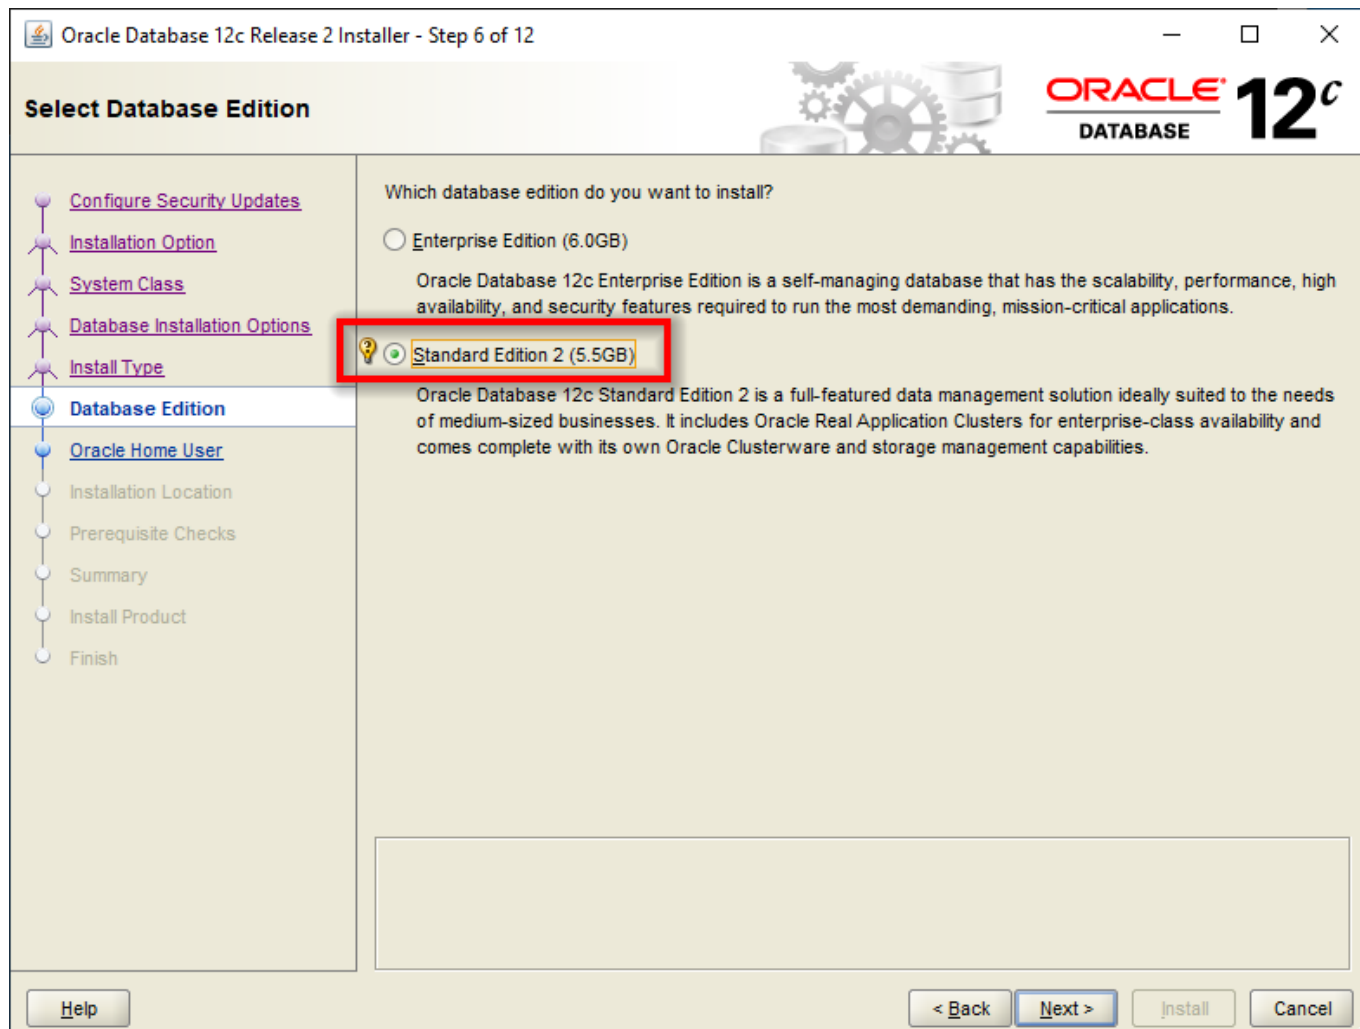 Oracle Database 12c Release 2 Installer - Step 6 of 12
Select Database Edition
ORACLE
DATABASE
12c
Configure Security Updates
Installation Option
System Class
Database Installation Options
Install Type
Database Edition
Oracle Home User
Installation Location
Prerequisite Checks
Summary
Install Product
Finish
Which database edition do you want to install?
Enterprise Edition (6.0GB)
Oracle Database 12c Enterprise Edition is a self-managing database that has the scalability, performance, high
availability, and security features required to run the most demanding, mission-critical applications.
Standard Edition 2 (5.5GB)
Oracle Database 12c Standard Edition 2 is a full-featured data management solution ideally suited to the needs
of medium-sized businesses. It includes Oracle Real Application Clusters for enterprise-class availability and
comes complete with its own Oracle Clusterware and storage management capabilities.
Help
< Back
Next >
Install
Cancel